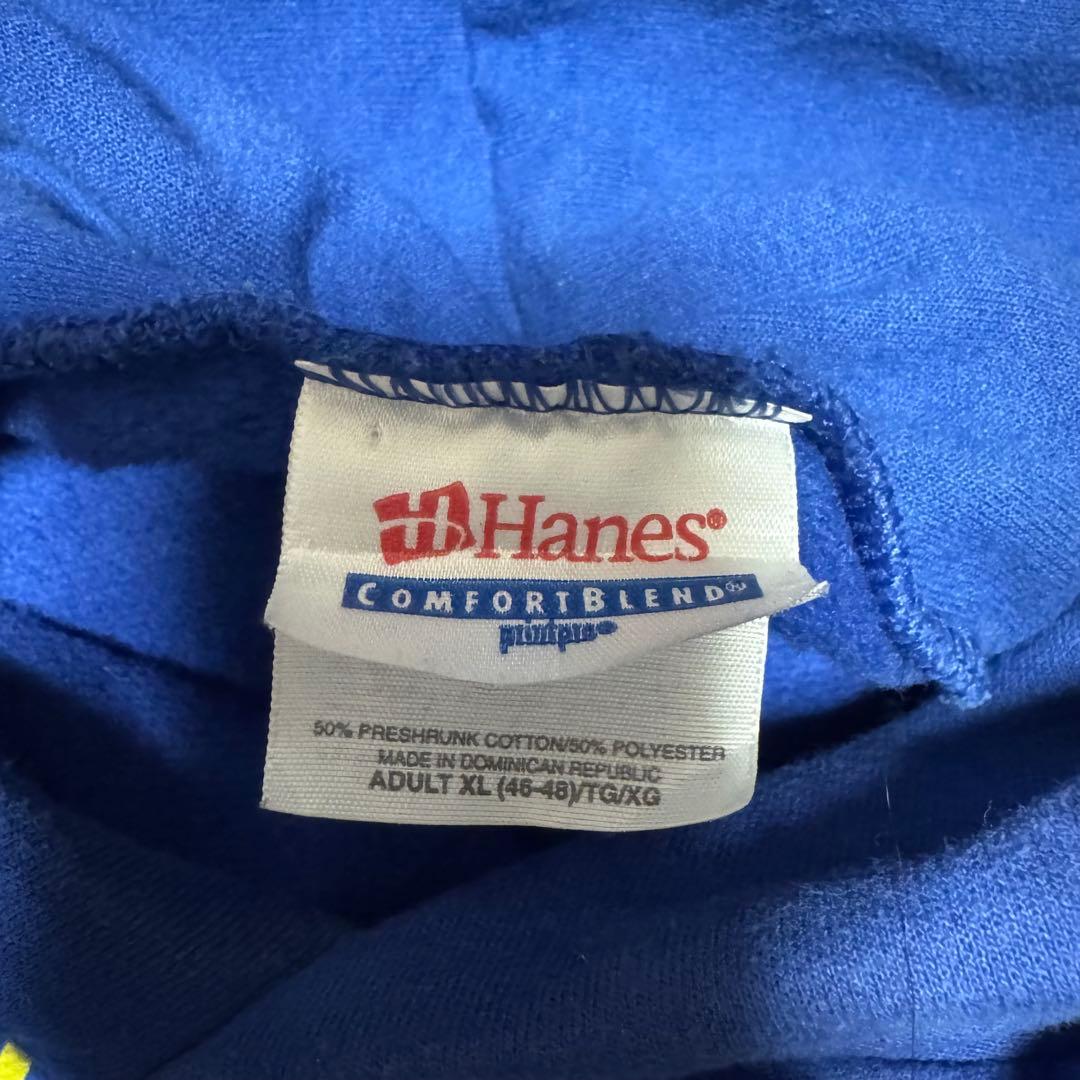 H Hanes®
COMFORTBLEND
printpro
50% PRESHRUNK COTTON/50% POLYESTER
MADE IN DOMINICAN REPUBLIC
ADULT XL (46-48)/TG/XG